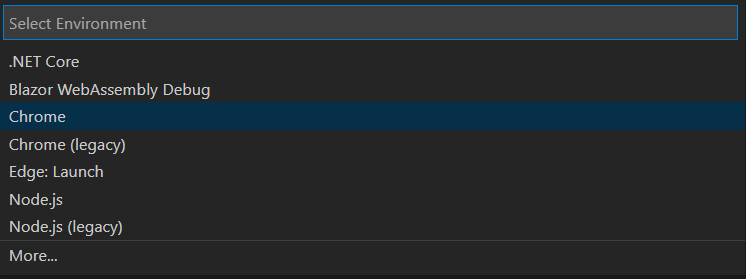 Select Environment
.NET Core
Blazor WebAssembly Debug
Chrome
Chrome (legacy)
Edge: Launch
Node.js
Node.js (legacy)
More...